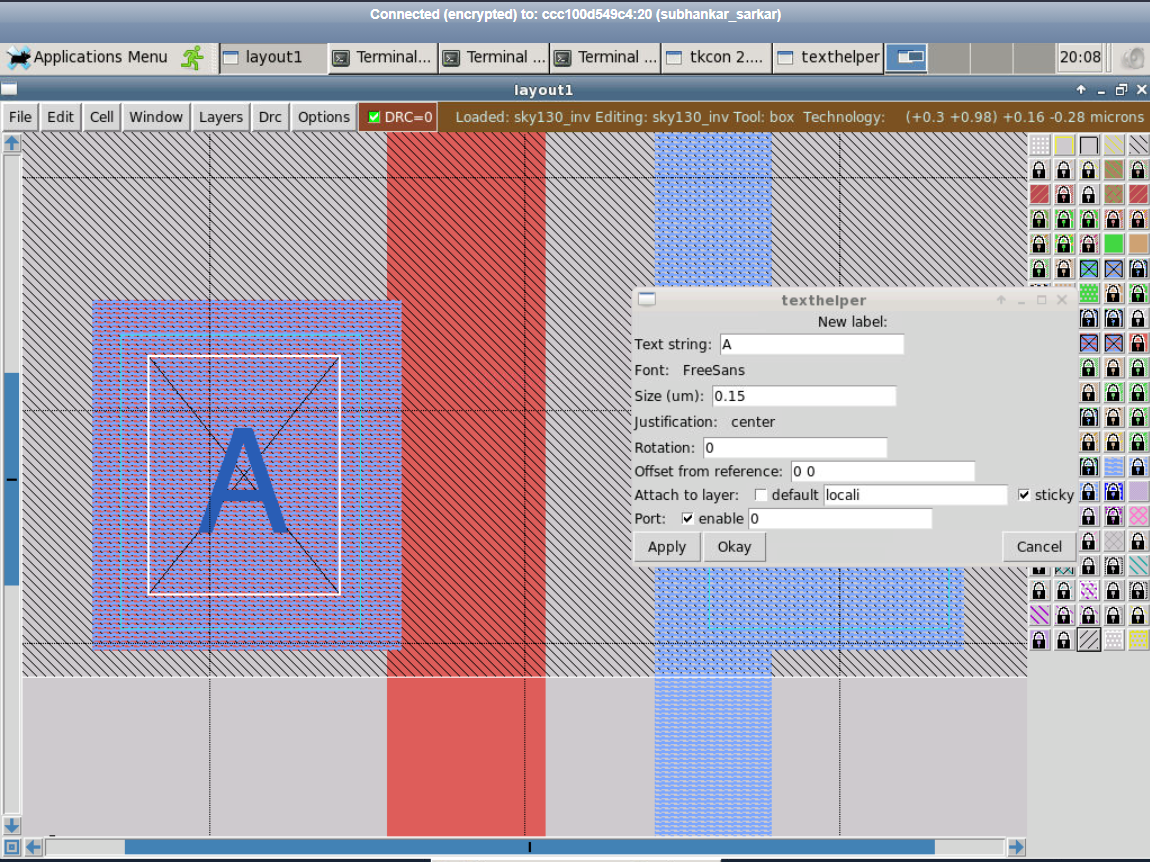 Connected (encrypted) to: ccc100d549c4:20 (subhankar_sarkar)
Applications Menu layout1 Terminal... Terminal ... Terminal ... tkcon 2.... texthelper 20:08
layout1
File Edit Cell Window Layers Drc Options DRC=0 Loaded: sky130_inv Editing: sky130_inv Tool: box Technology: (+0.3 +0.98) +0.16 -0.28 microns
texthelper
New label:
Text string: A
Font: FreeSans
Size (um): 0.15
Justification: center
Rotation: 0
Offset from reference: 0 0
Attach to layer: default locali sticky
Port: enable 0
Apply Okay Cancel
A